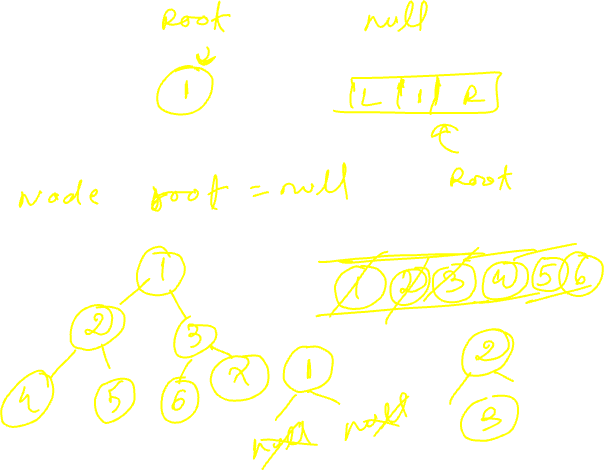 Root null
1
L 1 R
Root
Node root = null
1
1 2 3 4 5 6
2 3
1 2
4 5 6 7
3
null null